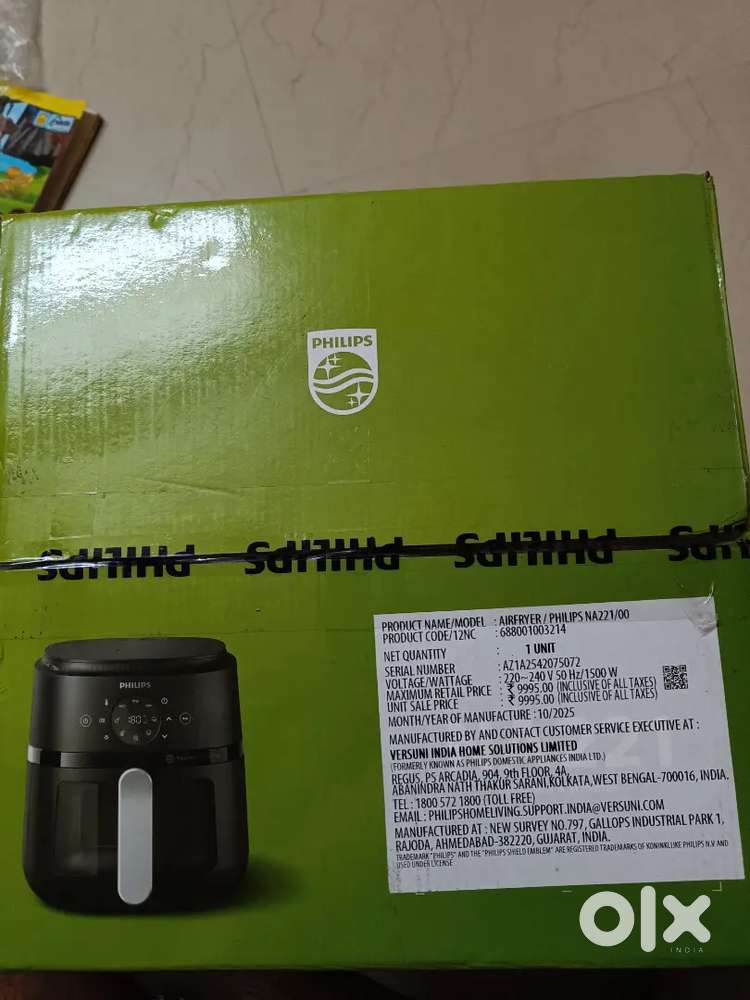 PHILIPS
PHILIPS PHILIPS PHILIPS
PHILIPS
180
PRODUCT NAME/MODEL : AIRFRYER / PHILIPS NA221/00
PRODUCT CODE/12NC : 688001003214
NET QUANTITY : 1 UNIT
SERIAL NUMBER : AZ1A2542075072
VOLTAGE/WATTAGE : 220~240 V 50 Hz/1500 W
MAXIMUM RETAIL PRICE : ₹ 9995.00 (INCLUSIVE OF ALL TAXES)
UNIT SALE PRICE : ₹ 9995.00 (INCLUSIVE OF ALL TAXES)
MONTH/YEAR OF MANUFACTURE : 10/2025
MANUFACTURED BY AND CONTACT CUSTOMER SERVICE EXECUTIVE AT :
VERSUNI INDIA HOME SOLUTIONS LIMITED
(FORMERLY KNOWN AS PHILIPS DOMESTIC APPLIANCES INDIA LTD.)
REGUS, PS ARCADIA, 904, 9th FLOOR, 4A,
ABANINDRA NATH THAKUR SARANI,KOLKATA,WEST BENGAL-700016, INDIA.
TEL : 1800 572 1800 (TOLL FREE)
EMAIL : PHILIPSHOMELIVING.SUPPORT.INDIA@VERSUNI.COM
MANUFACTURED AT : NEW SURVEY NO.797, GALLOPS INDUSTRIAL PARK 1,
RAJODA, AHMEDABAD-382220, GUJARAT, INDIA.
TRADEMARK "PHILIPS" AND THE "PHILIPS SHIELD EMBLEM" ARE REGISTERED TRADEMARKS OF KONINKLIJKE PHILIPS N.V AND
USED UNDER LICENSE
olx
INDIA